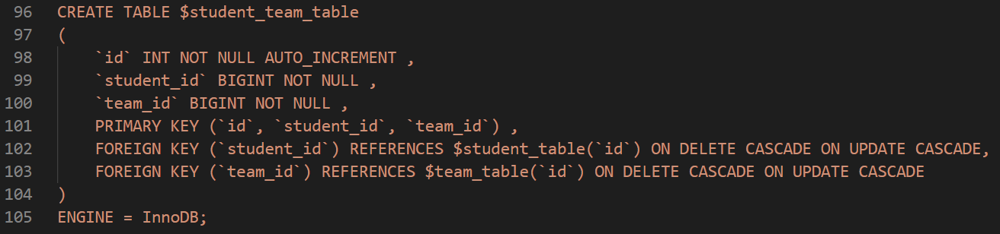 96 CREATE TABLE $student_team_table
97 (
98 `id` INT NOT NULL AUTO_INCREMENT ,
99 `student_id` BIGINT NOT NULL ,
100 `team_id` BIGINT NOT NULL ,
101 PRIMARY KEY (`id`, `student_id`, `team_id`) ,
102 FOREIGN KEY (`student_id`) REFERENCES $student_table(`id`) ON DELETE CASCADE ON UPDATE CASCADE,
103 FOREIGN KEY (`team_id`) REFERENCES $team_table(`id`) ON DELETE CASCADE ON UPDATE CASCADE
104 )
105 ENGINE = InnoDB;